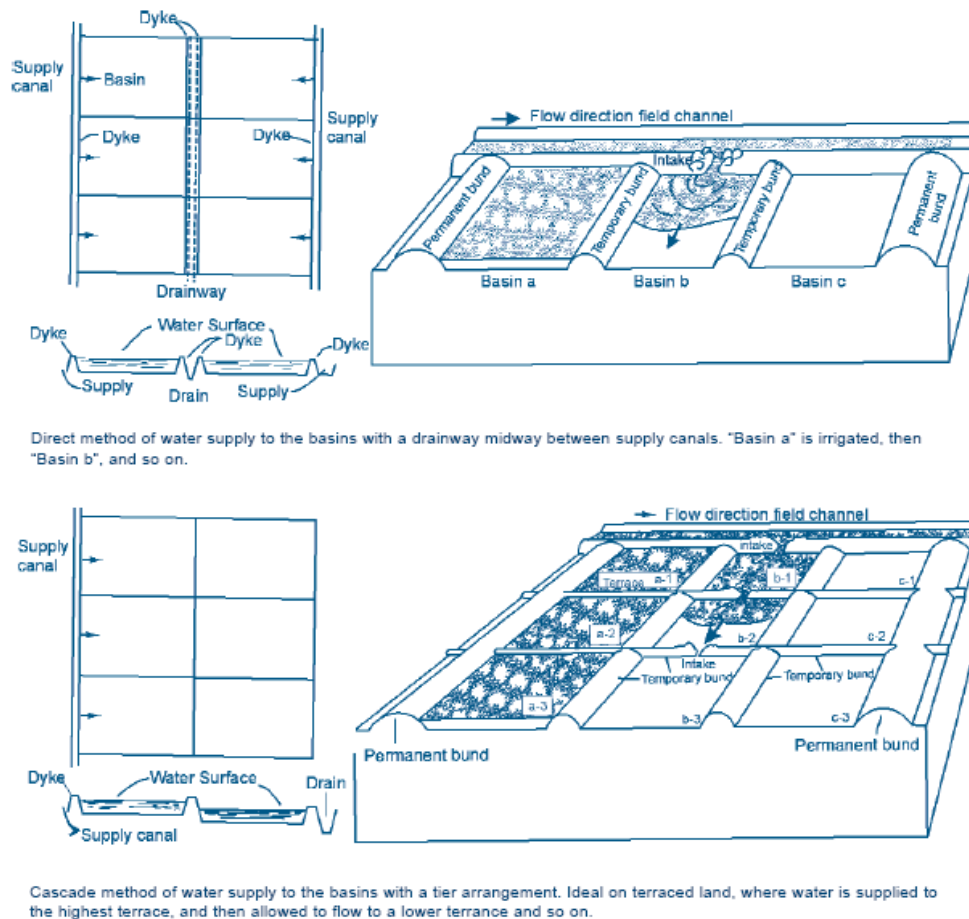 Dyke
Supply
canal
Basin
Dyke
Dyke
Supply
canal
Drainway
Water Surface
Dyke
Dyke
Dyke
Supply
Supply
Drain
Flow direction field channel
Intake
Permanent bund
Temporary bund
Temporary bund
Permanent
bund
Basin a
Basin b
Basin c
Direct method of water supply to the basins with a drainway midway between supply canals. "Basin a" is irrigated, then
"Basin b", and so on.
Supply
canal
Water Surface
Dyke
Drain
Supply canal
Flow direction field channel
intake
Terrace
a-1
b-1
c-1
a-2
b-2
c-2
Intake
Temporary bund
Temporary bund
a-3
b-3
c-3
Permanent bund
Permanent bund
Cascade method of water supply to the basins with a tier arrangement. Ideal on terraced land, where water is supplied to
the highest terrace, and then allowed to flow to a lower terrance and so on.